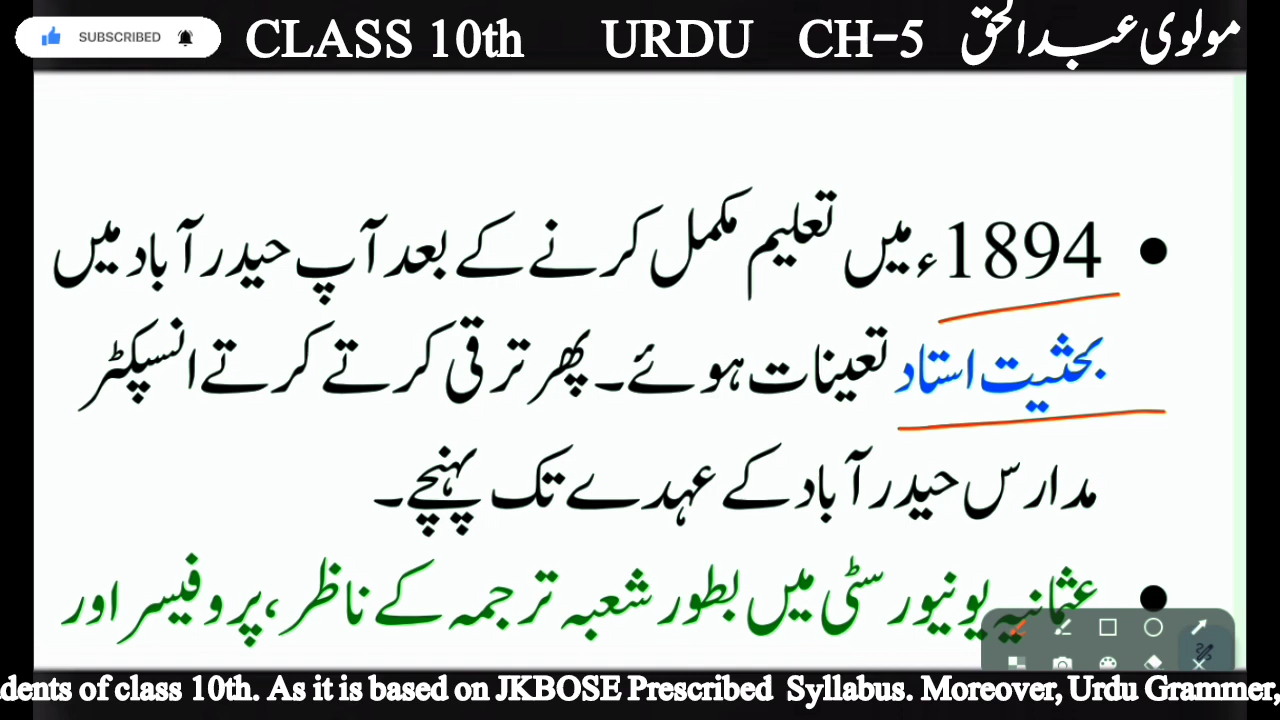 SUBSCRIBED
CLASS 10th URDU CH-5 مولوی عبدالحق
1894ء میں تعلیم مکمل کرنے کے بعد آپ حیدر آباد میں
بحثیت استاد تعینات ہوئے۔ پھر ترقی کرتے کرتے انسپکٹر
مدارس حیدر آباد کے عہدے تک پہنچے۔
عثمانیہ یونیورسٹی میں بطور شعبہ ترجمہ کے ناظر، پروفیسر اور
dents of class 10th. As it is based on JKBOSE Prescribed Syllabus. Moreover, Urdu Grammer,